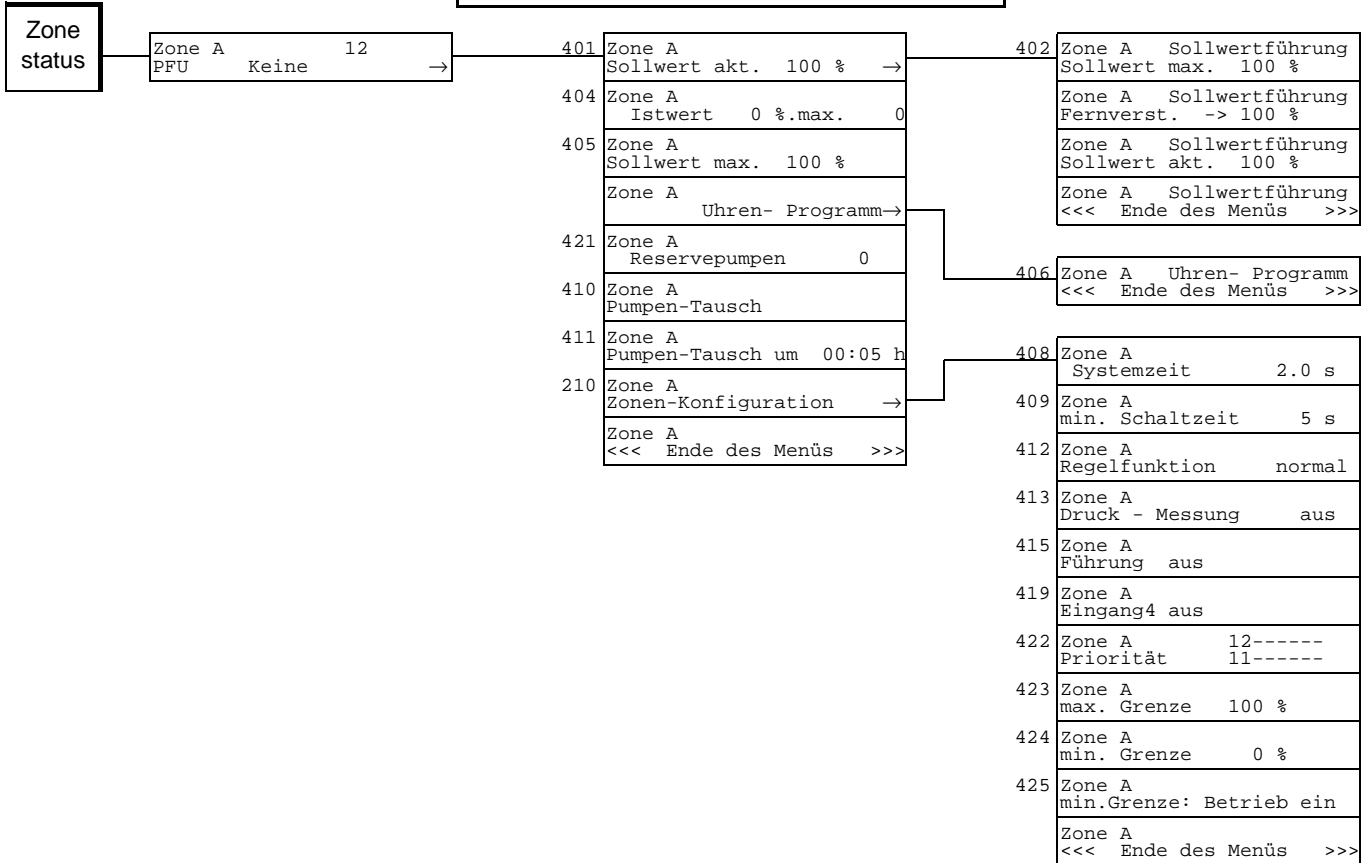 Zone
status
Zone A 12
PFU Keine →
401 Zone A
Sollwert akt. 100 % →
404 Zone A
Istwert 0 %.max. 0
405 Zone A
Sollwert max. 100 %
Zone A
Uhren- Programm→
421 Zone A
Reservepumpen 0
410 Zone A
Pumpen-Tausch
411 Zone A
Pumpen-Tausch um 00:05 h
210 Zone A
Zonen-Konfiguration →
Zone A
<<< Ende des Menüs >>>
402 Zone A Sollwertführung
Sollwert max. 100 %
Zone A Sollwertführung
Fernverst. -> 100 %
Zone A Sollwertführung
Sollwert akt. 100 %
Zone A Sollwertführung
<<< Ende des Menüs >>>
406 Zone A Uhren- Programm
<<< Ende des Menüs >>>
408 Zone A
Systemzeit 2.0 s
409 Zone A
min. Schaltzeit 5 s
412 Zone A
Regelfunktion normal
413 Zone A
Druck - Messung aus
415 Zone A
Führung aus
419 Zone A
Eingang4 aus
422 Zone A 12------
Priorität 11------
423 Zone A
max. Grenze 100 %
424 Zone A
min. Grenze 0 %
425 Zone A
min.Grenze: Betrieb ein
Zone A
<<< Ende des Menüs >>>